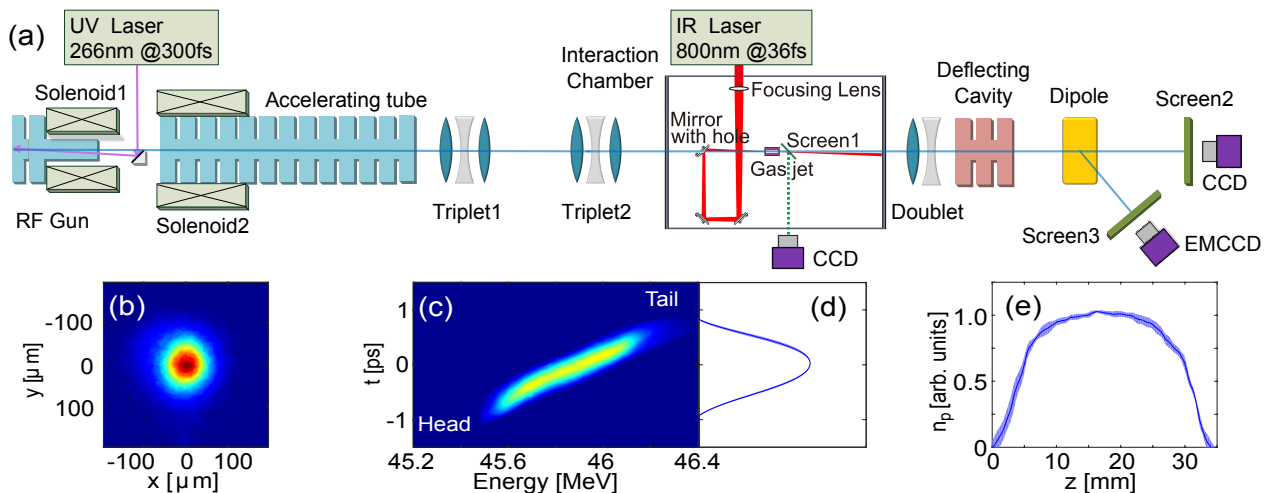 (a)
UV Laser
266nm @300fs
IR Laser
800nm @36fs
Interaction
Chamber
Solenoid1
Accelerating tube
Focusing Lens
Mirror
with hole
Screen1
Gas jet
Deflecting
Cavity
Dipole
Screen2
RF Gun
Solenoid2
Triplet1
Triplet2
CCD
Doublet
Screen3
EMCCD
CCD
(b)
-100
0
100
y [μm]
-100 0 100
x [μm]
(c)
Tail
Head
1
0
-1
t [ps]
45.2 45.6 46 46.4
Energy [MeV]
(d)
(e)
1.0
0.5
0
n_p [arb. units]
0 10 20 30
z [mm]